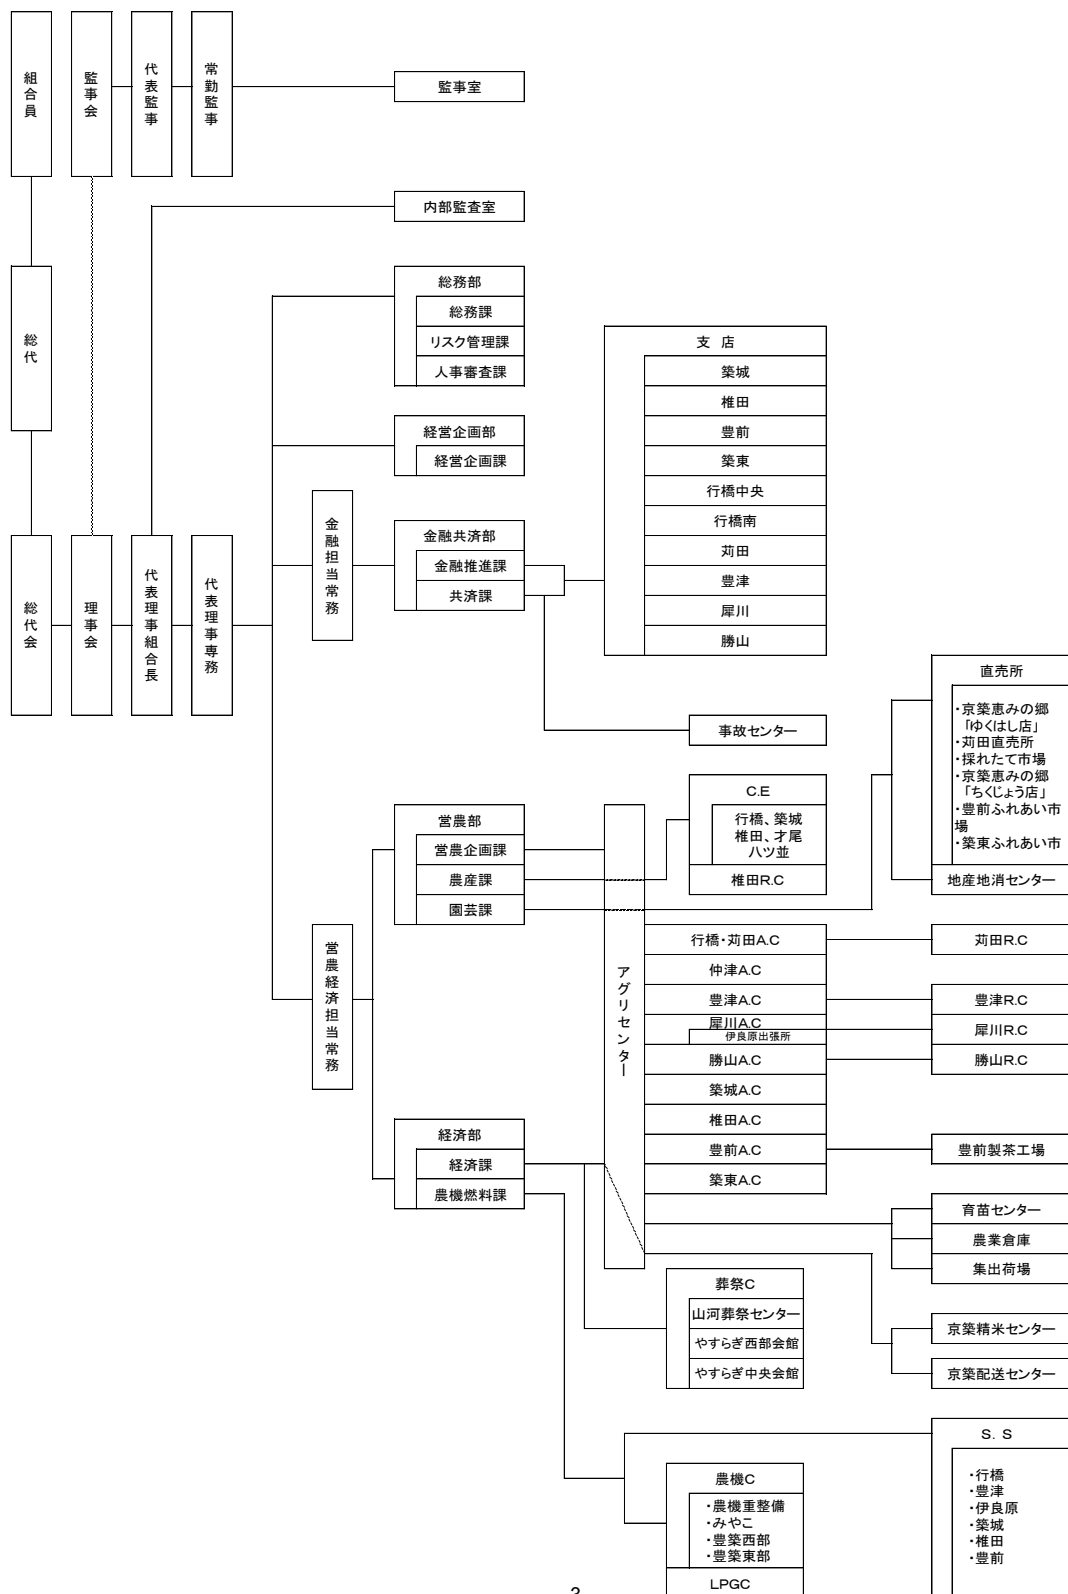 組合員
監事会
代表監事
常勤監事
監事室
内部監査室
総代
総務部
総務課
リスク管理課
人事審査課
経営企画部
経営企画課
金融担当常務
金融共済部
金融推進課
共済課
支 店
築城
椎田
豊前
築東
行橋中央
行橋南
苅田
豊津
犀川
勝山
総代会
理事会
代表理事組合長
代表理事専務
事故センター
直売所
・京築恵みの郷
「ゆくはし店」
・苅田直売所
・採れたて市場
・京築恵みの郷
「ちくじょう店」
・豊前ふれあい市
場
・築東ふれあい市
地産地消センター
C.E
行橋、築城
椎田、才尾
八ツ並
椎田R.C
営農部
営農企画課
農産課
園芸課
営農経済担当常務
アグリセンター
行橋・苅田A.C
仲津A.C
豊津A.C
犀川A.C
伊良原出張所
勝山A.C
築城A.C
椎田A.C
豊前A.C
築東A.C
苅田R.C
豊津R.C
犀川R.C
勝山R.C
豊前製茶工場
経済部
経済課
農機燃料課
育苗センター
農業倉庫
集出荷場
葬祭C
山河葬祭センター
やすらぎ西部会館
やすらぎ中央会館
京築精米センター
京築配送センター
S. S
・行橋
・豊津
・伊良原
・築城
・椎田
・豊前
農機C
・農機重整備
・みやこ
・豊築西部
・豊築東部
LPGC
3